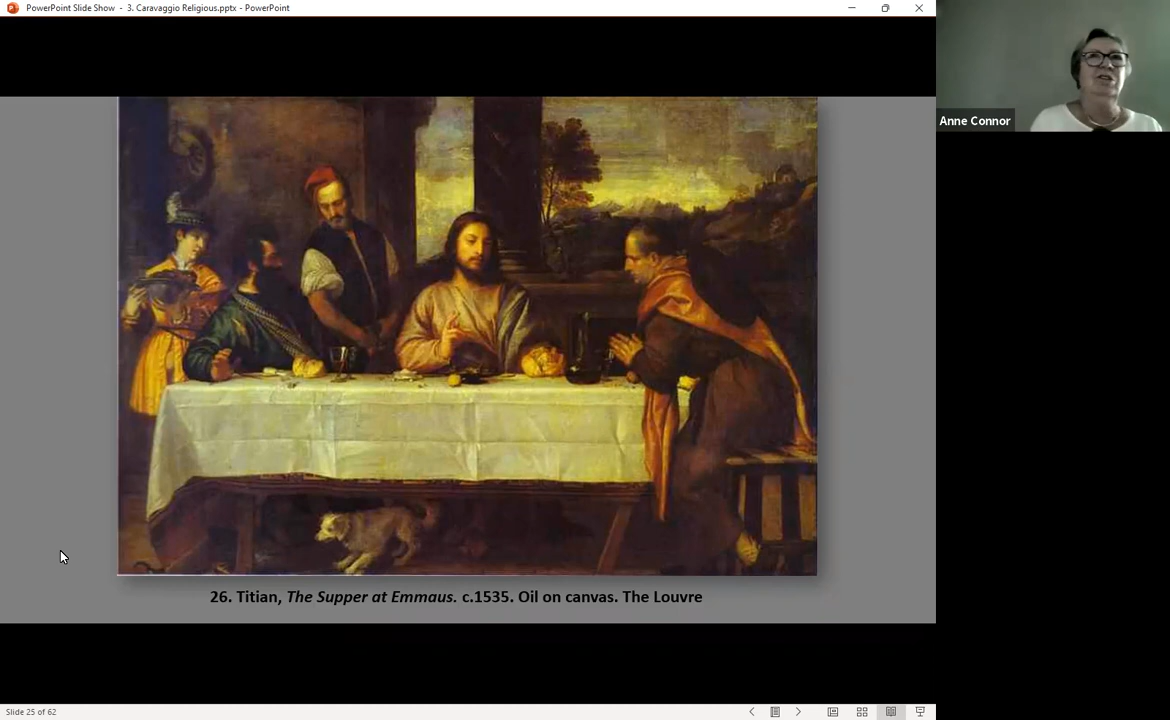 PowerPoint Slide Show - 3. Caravaggio Religious.pptx - PowerPoint
Anne Connor
26. Titian, The Supper at Emmaus. c.1535. Oil on canvas. The Louvre
Slide 25 of 62